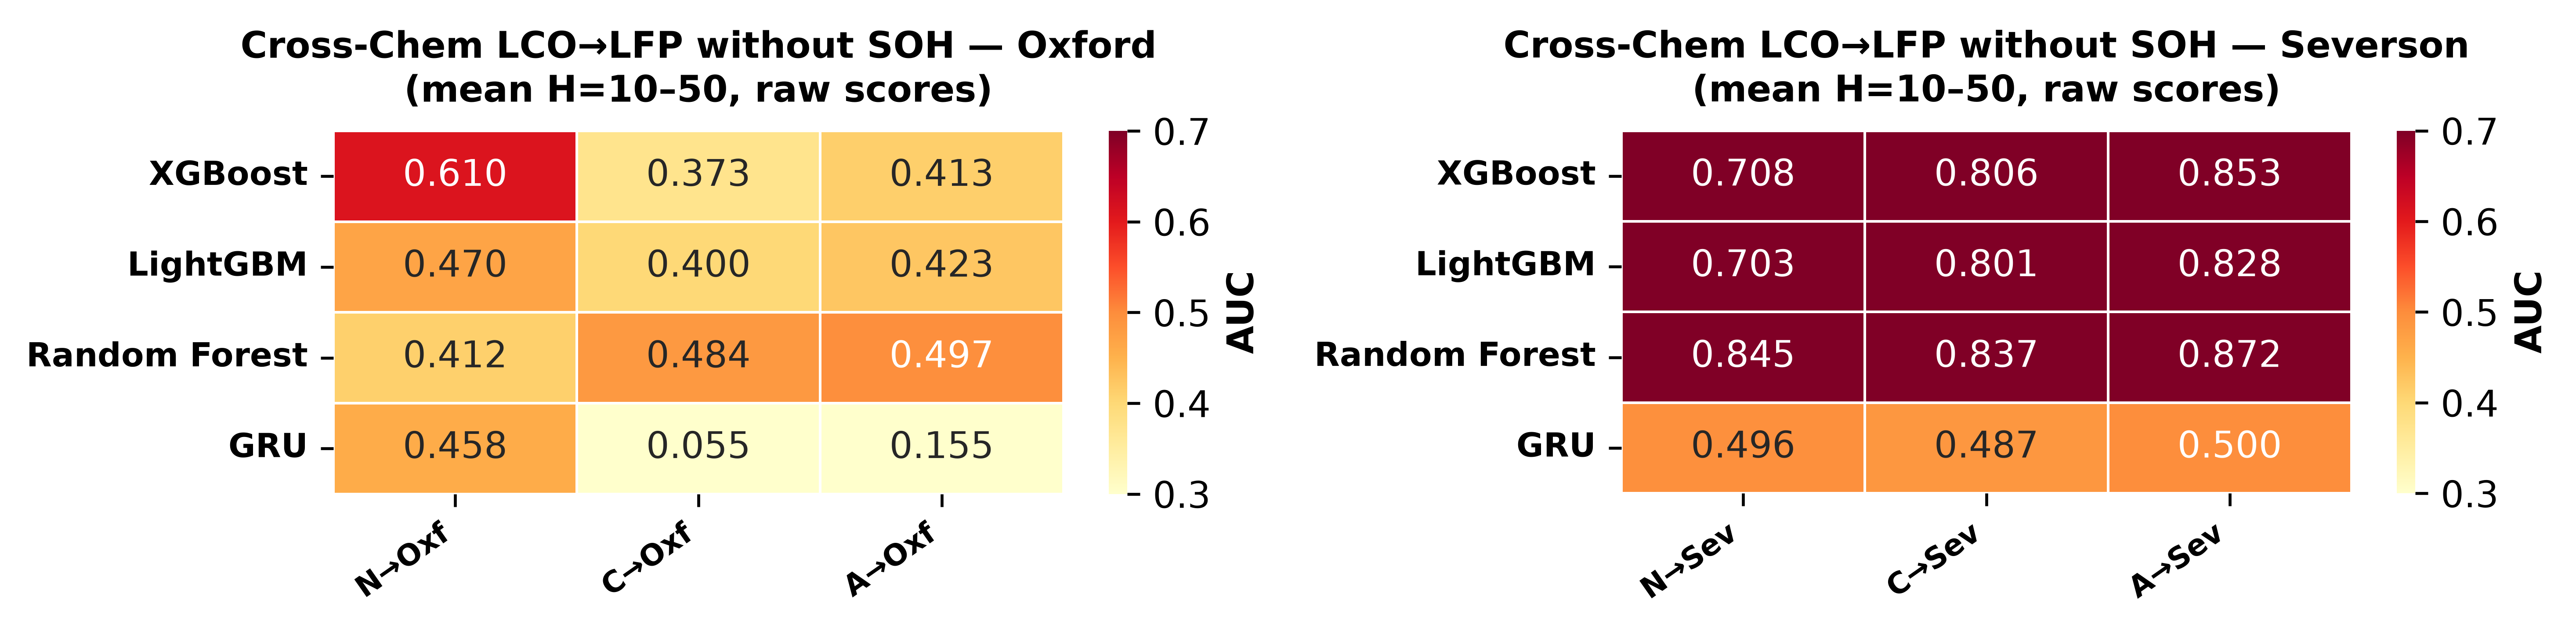 Cross-Chem LCO→LFP without SOH — Oxford
(mean H=10–50, raw scores)
XGBoost 0.610 0.373 0.413
LightGBM 0.470 0.400 0.423
Random Forest 0.412 0.484 0.497
GRU 0.458 0.055 0.155
N→Oxf C→Oxf A→Oxf
0.7
0.6
0.5
0.4
0.3
AUC
Cross-Chem LCO→LFP without SOH — Severson
(mean H=10–50, raw scores)
XGBoost 0.708 0.806 0.853
LightGBM 0.703 0.801 0.828
Random Forest 0.845 0.837 0.872
GRU 0.496 0.487 0.500
N→Sev C→Sev A→Sev
0.7
0.6
0.5
0.4
0.3
AUC